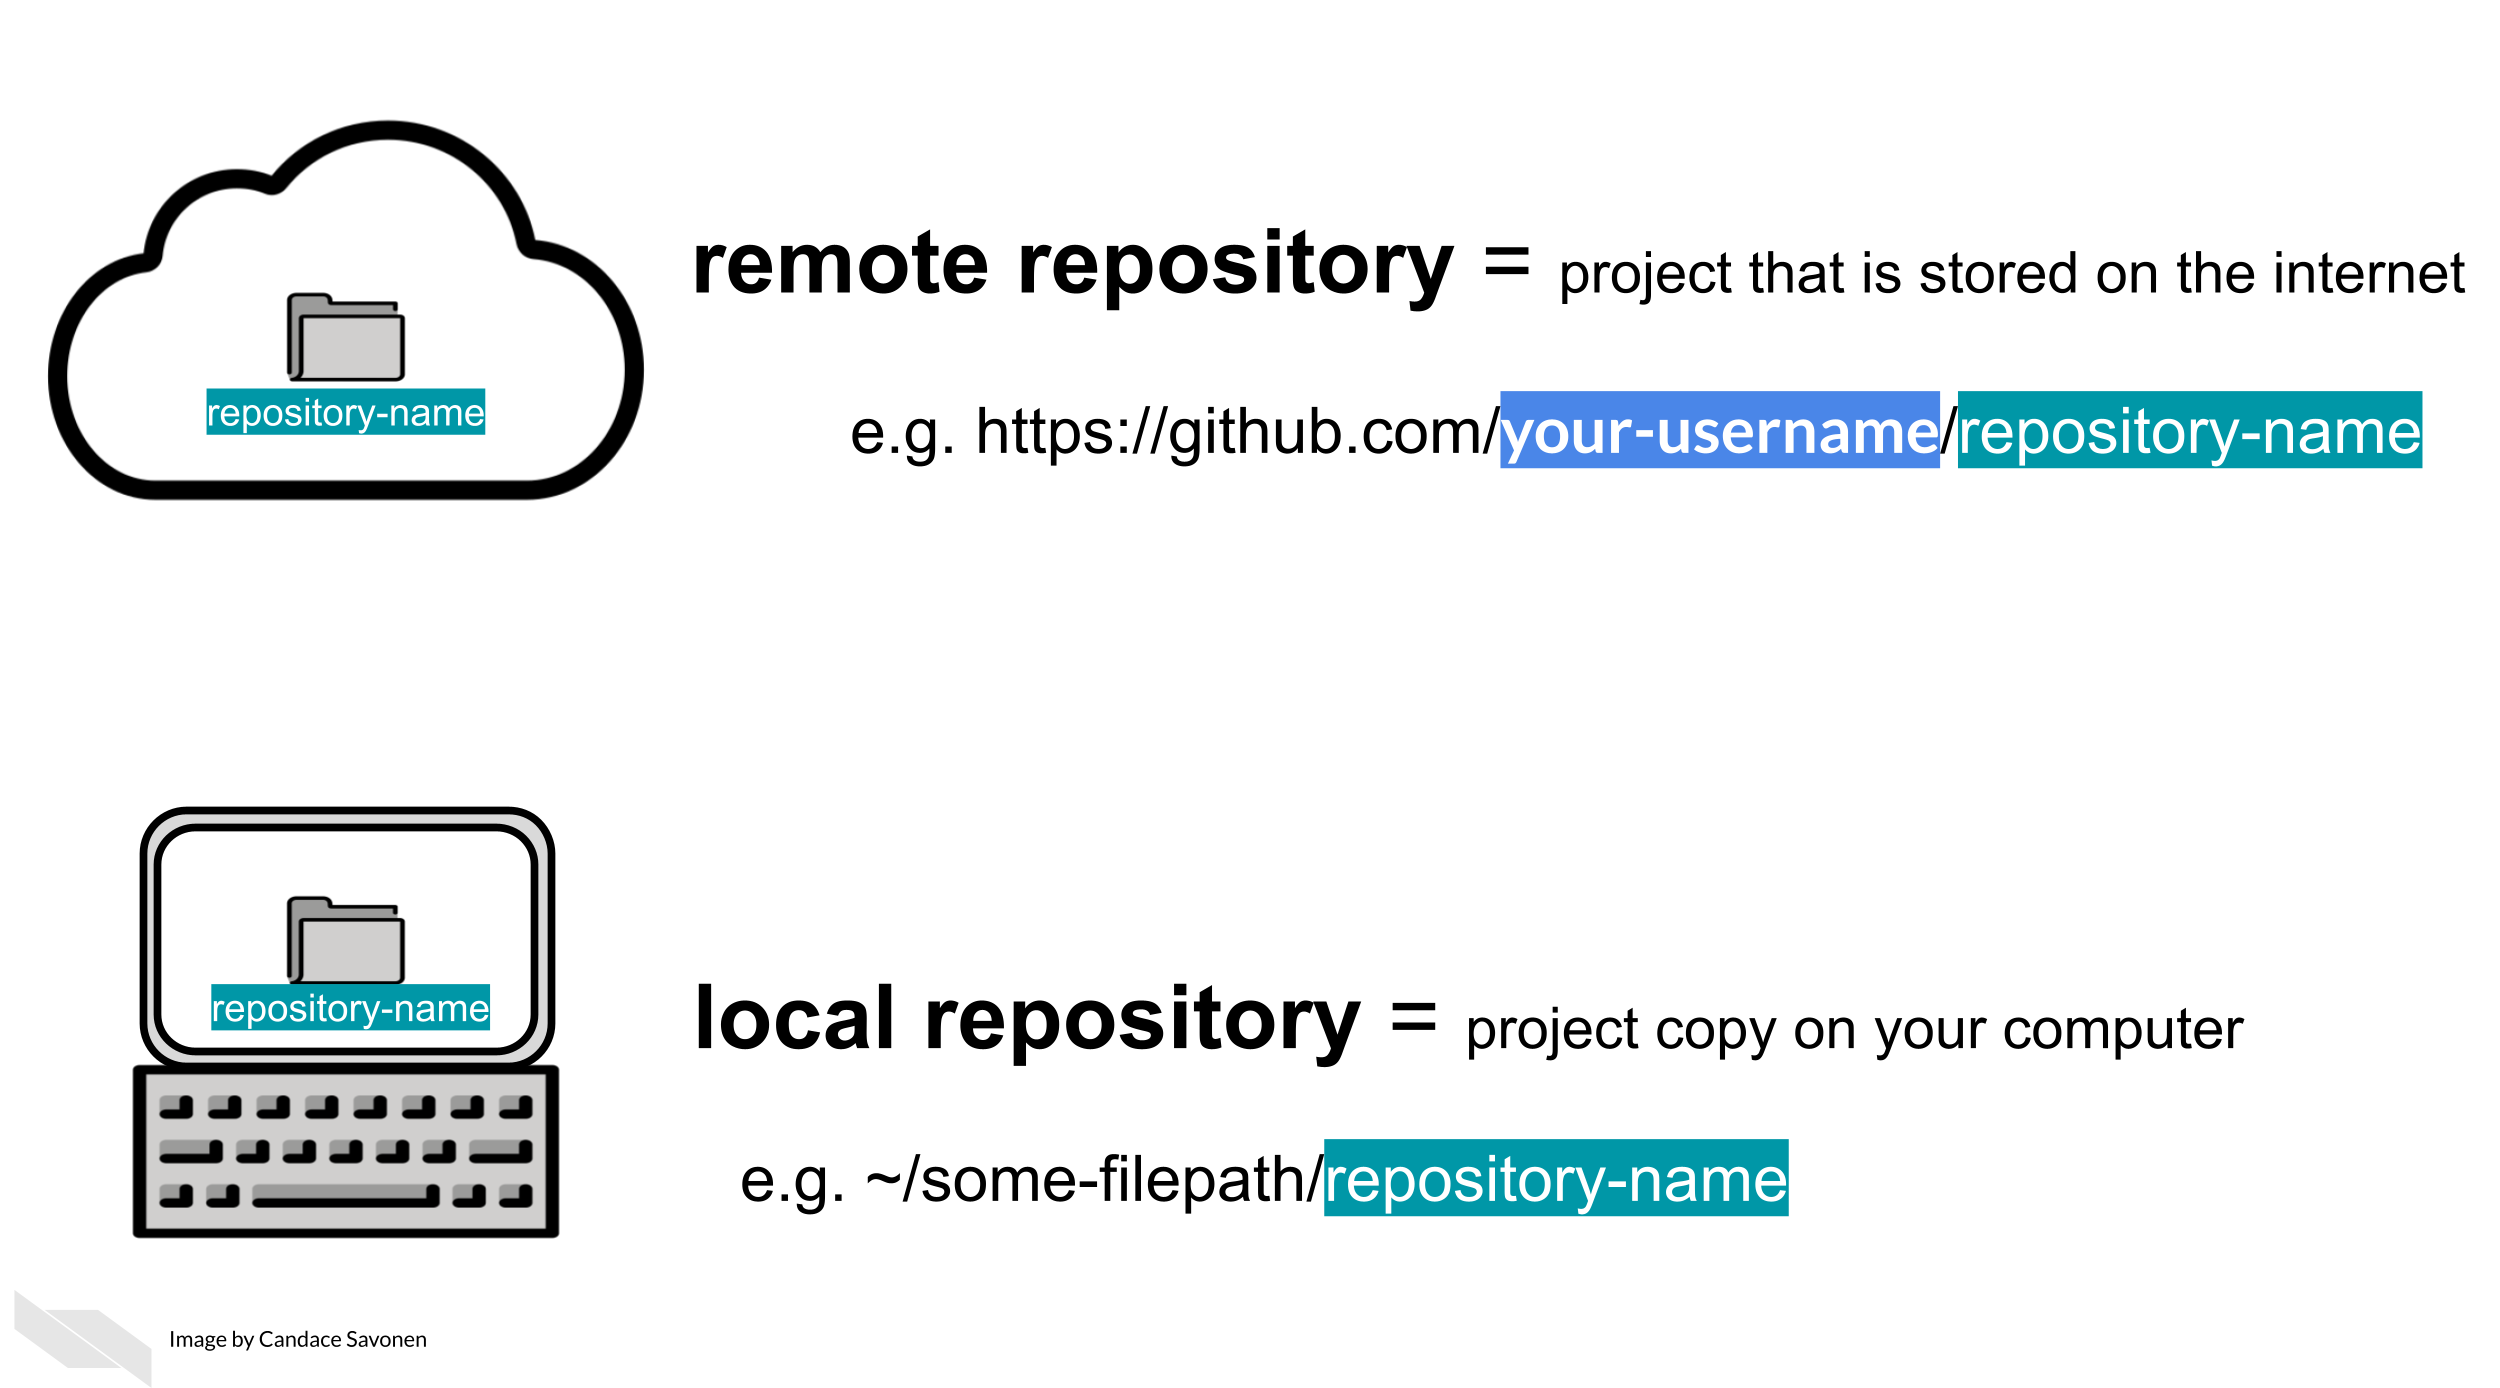 remote repository = project that is stored on the internet
repository-name
e.g. https://github.com/your-username/repository-name
repository-name
local repository = project copy on your computer
e.g. ~/some-filepath/repository-name
Image by Candace Savonen